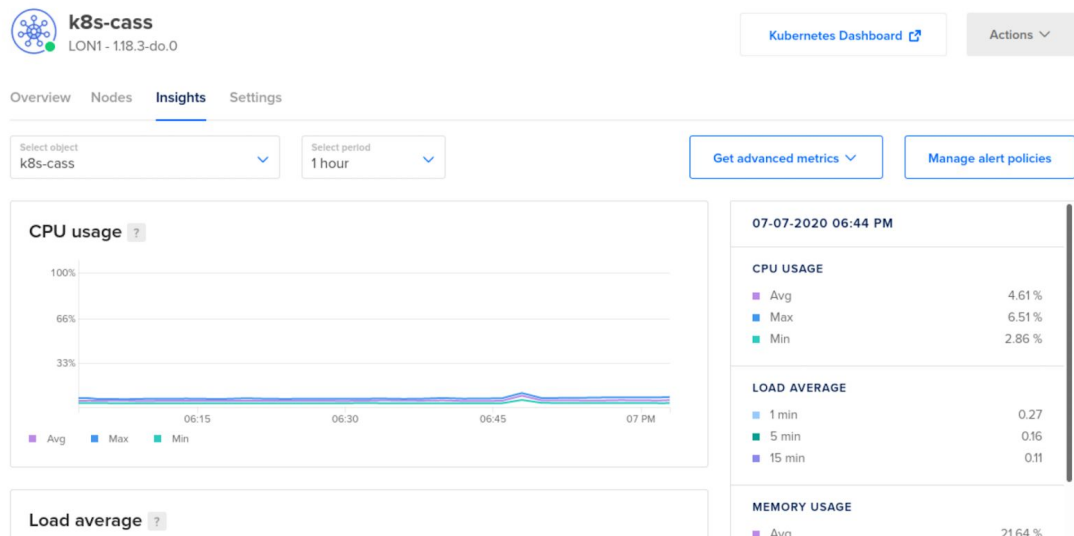 k8s-cass
LON1 - 1.18.3-do.0
Kubernetes Dashboard
Actions
Overview Nodes Insights Settings
Select object
k8s-cass
Select period
1 hour
Get advanced metrics
Manage alert policies
CPU usage ?
100%
66%
33%
06:15 06:30 06:45 07 PM
Avg Max Min
Load average ?
07-07-2020 06:44 PM
CPU USAGE
Avg 4.61 %
Max 6.51 %
Min 2.86 %
LOAD AVERAGE
1 min 0.27
5 min 0.16
15 min 0.11
MEMORY USAGE
Avg 21.64 %